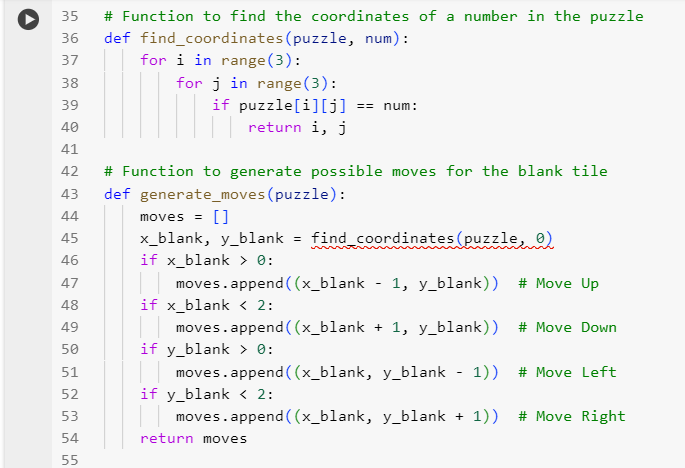 35 # Function to find the coordinates of a number in the puzzle
36 def find_coordinates(puzzle, num):
37     for i in range(3):
38         for j in range(3):
39             if puzzle[i][j] == num:
40                 return i, j
41
42 # Function to generate possible moves for the blank tile
43 def generate_moves(puzzle):
44     moves = []
45     x_blank, y_blank = find_coordinates(puzzle, 0)
46     if x_blank > 0:
47         moves.append((x_blank - 1, y_blank))  # Move Up
48     if x_blank < 2:
49         moves.append((x_blank + 1, y_blank))  # Move Down
50     if y_blank > 0:
51         moves.append((x_blank, y_blank - 1))  # Move Left
52     if y_blank < 2:
53         moves.append((x_blank, y_blank + 1))  # Move Right
54     return moves
55